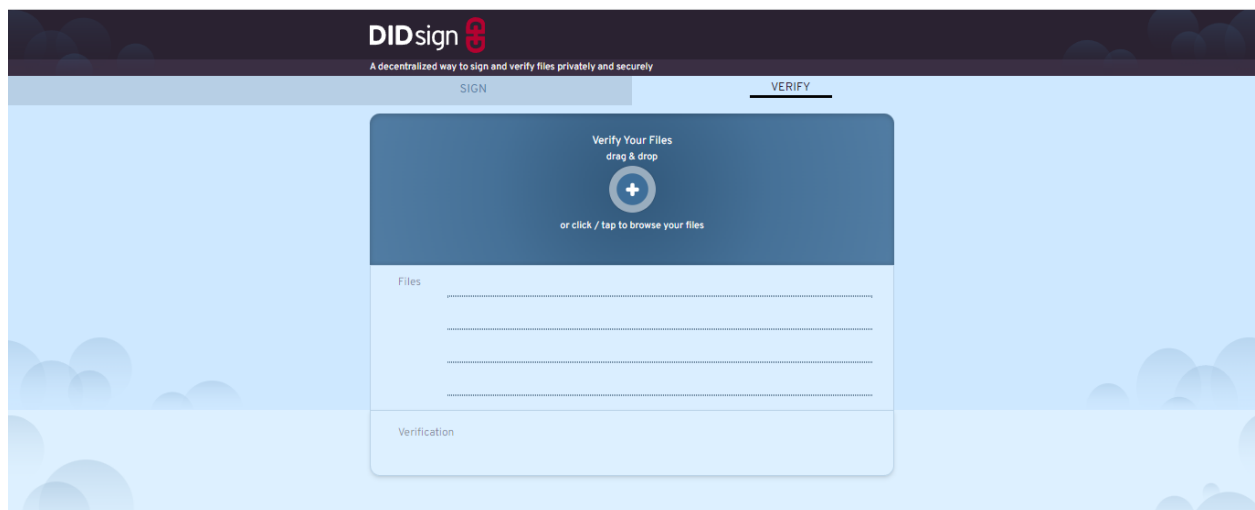 DIDsign
A decentralized way to sign and verify files privately and securely
SIGN
VERIFY
Verify Your Files
drag & drop
or click / tap to browse your files
Files
Verification